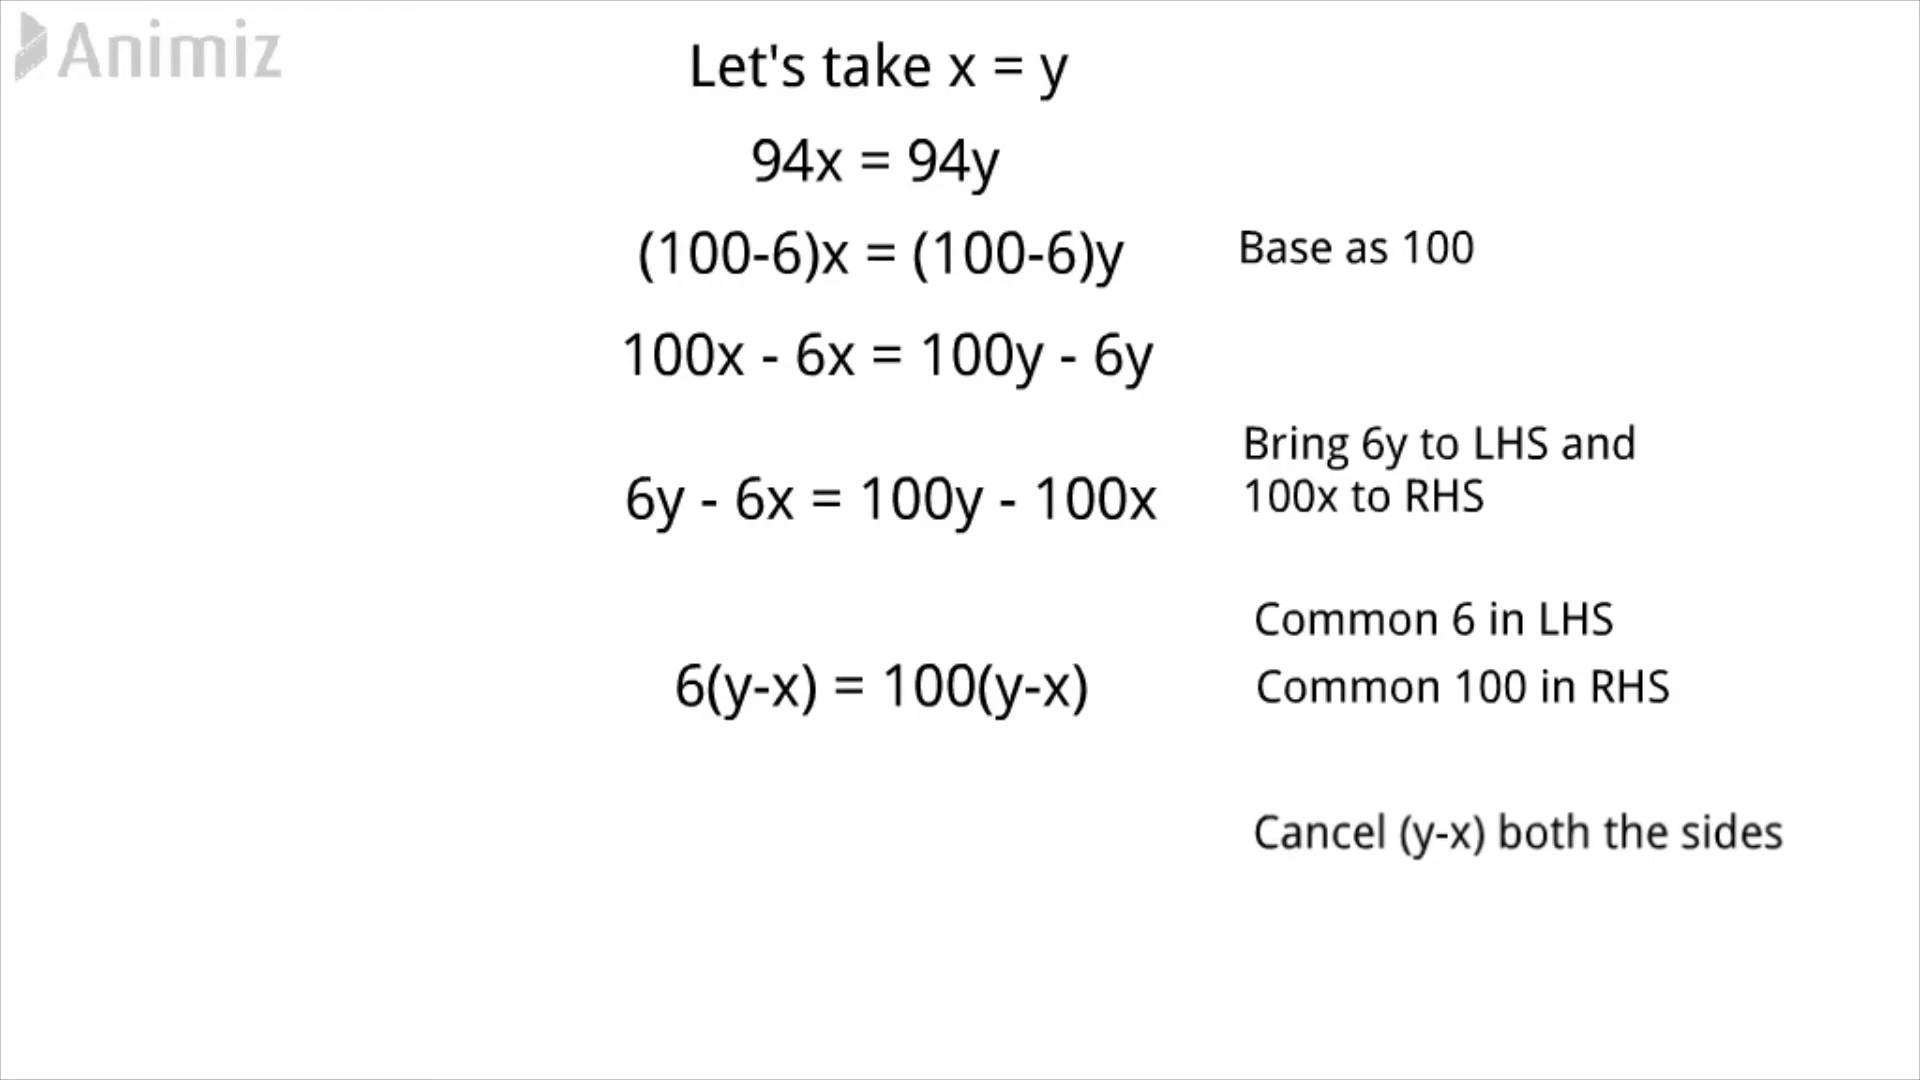 Animiz
Let's take x = y
94x = 94y
(100-6)x = (100-6)y
Base as 100
100x - 6x = 100y - 6y
Bring 6y to LHS and
100x to RHS
6y - 6x = 100y - 100x
Common 6 in LHS
6(y-x) = 100(y-x)
Common 100 in RHS
Cancel (y-x) both the sides